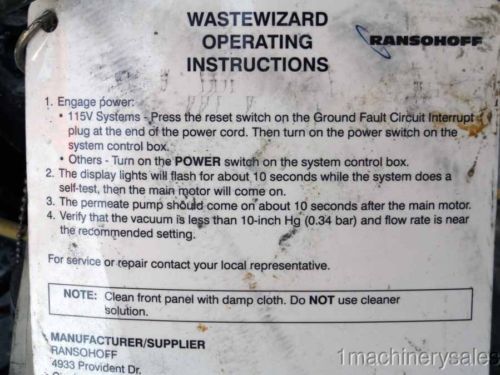 WASTEWIZARD
OPERATING
INSTRUCTIONS
RANSOHOFF
1. Engage power:
• 115V Systems - Press the reset switch on the Ground Fault Circuit Interrupt
plug at the end of the power cord. Then turn on the power switch on the
system control box.
• Others - Turn on the POWER switch on the system control box.
2. The display lights will flash for about 10 seconds while the system does a
self-test, then the main motor will come on.
3. The permeate pump should come on about 10 seconds after the main motor.
4. Verify that the vacuum is less than 10-inch Hg (0.34 bar) and flow rate is near
the recommended setting.
For service or repair contact your local representative.
NOTE: Clean front panel with damp cloth. Do NOT use cleaner
solution.
MANUFACTURER/SUPPLIER
RANSOHOFF
4933 Provident Dr.
1machinerysales